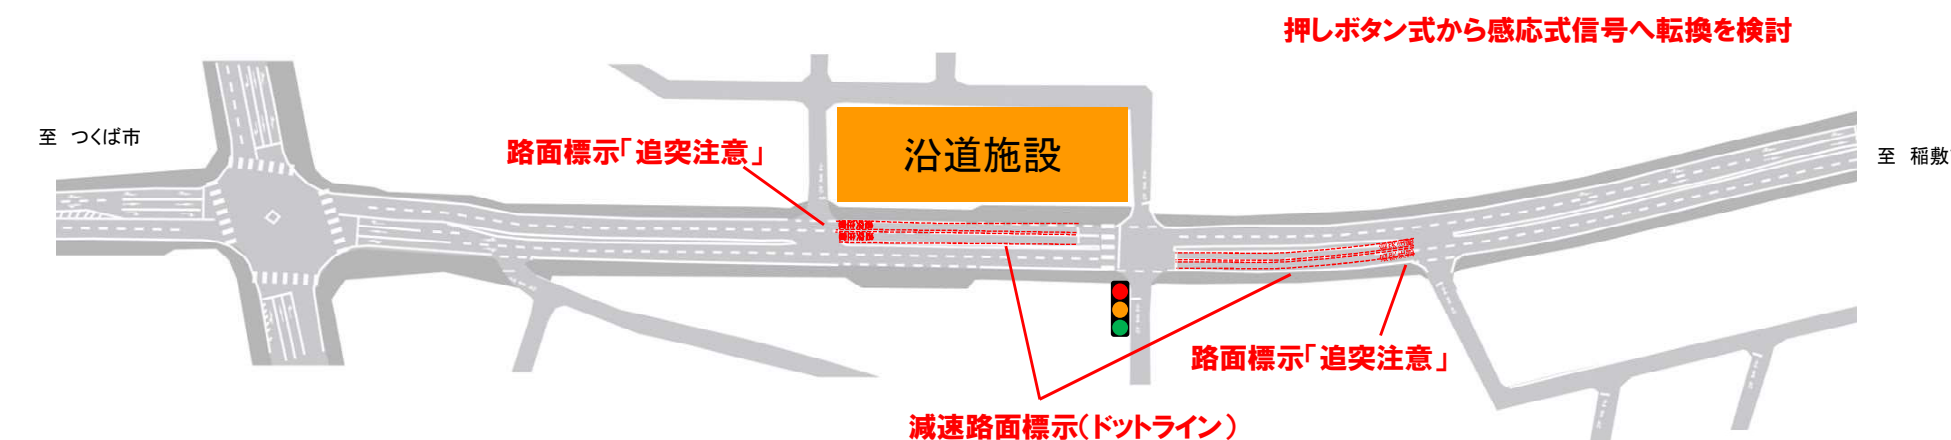 押しボタン式から感応式信号へ転換を検討
至 つくば市
路面標示「追突注意」
沿道施設
至 稲敷
路面標示「追突注意」
減速路面標示(ドットライン)